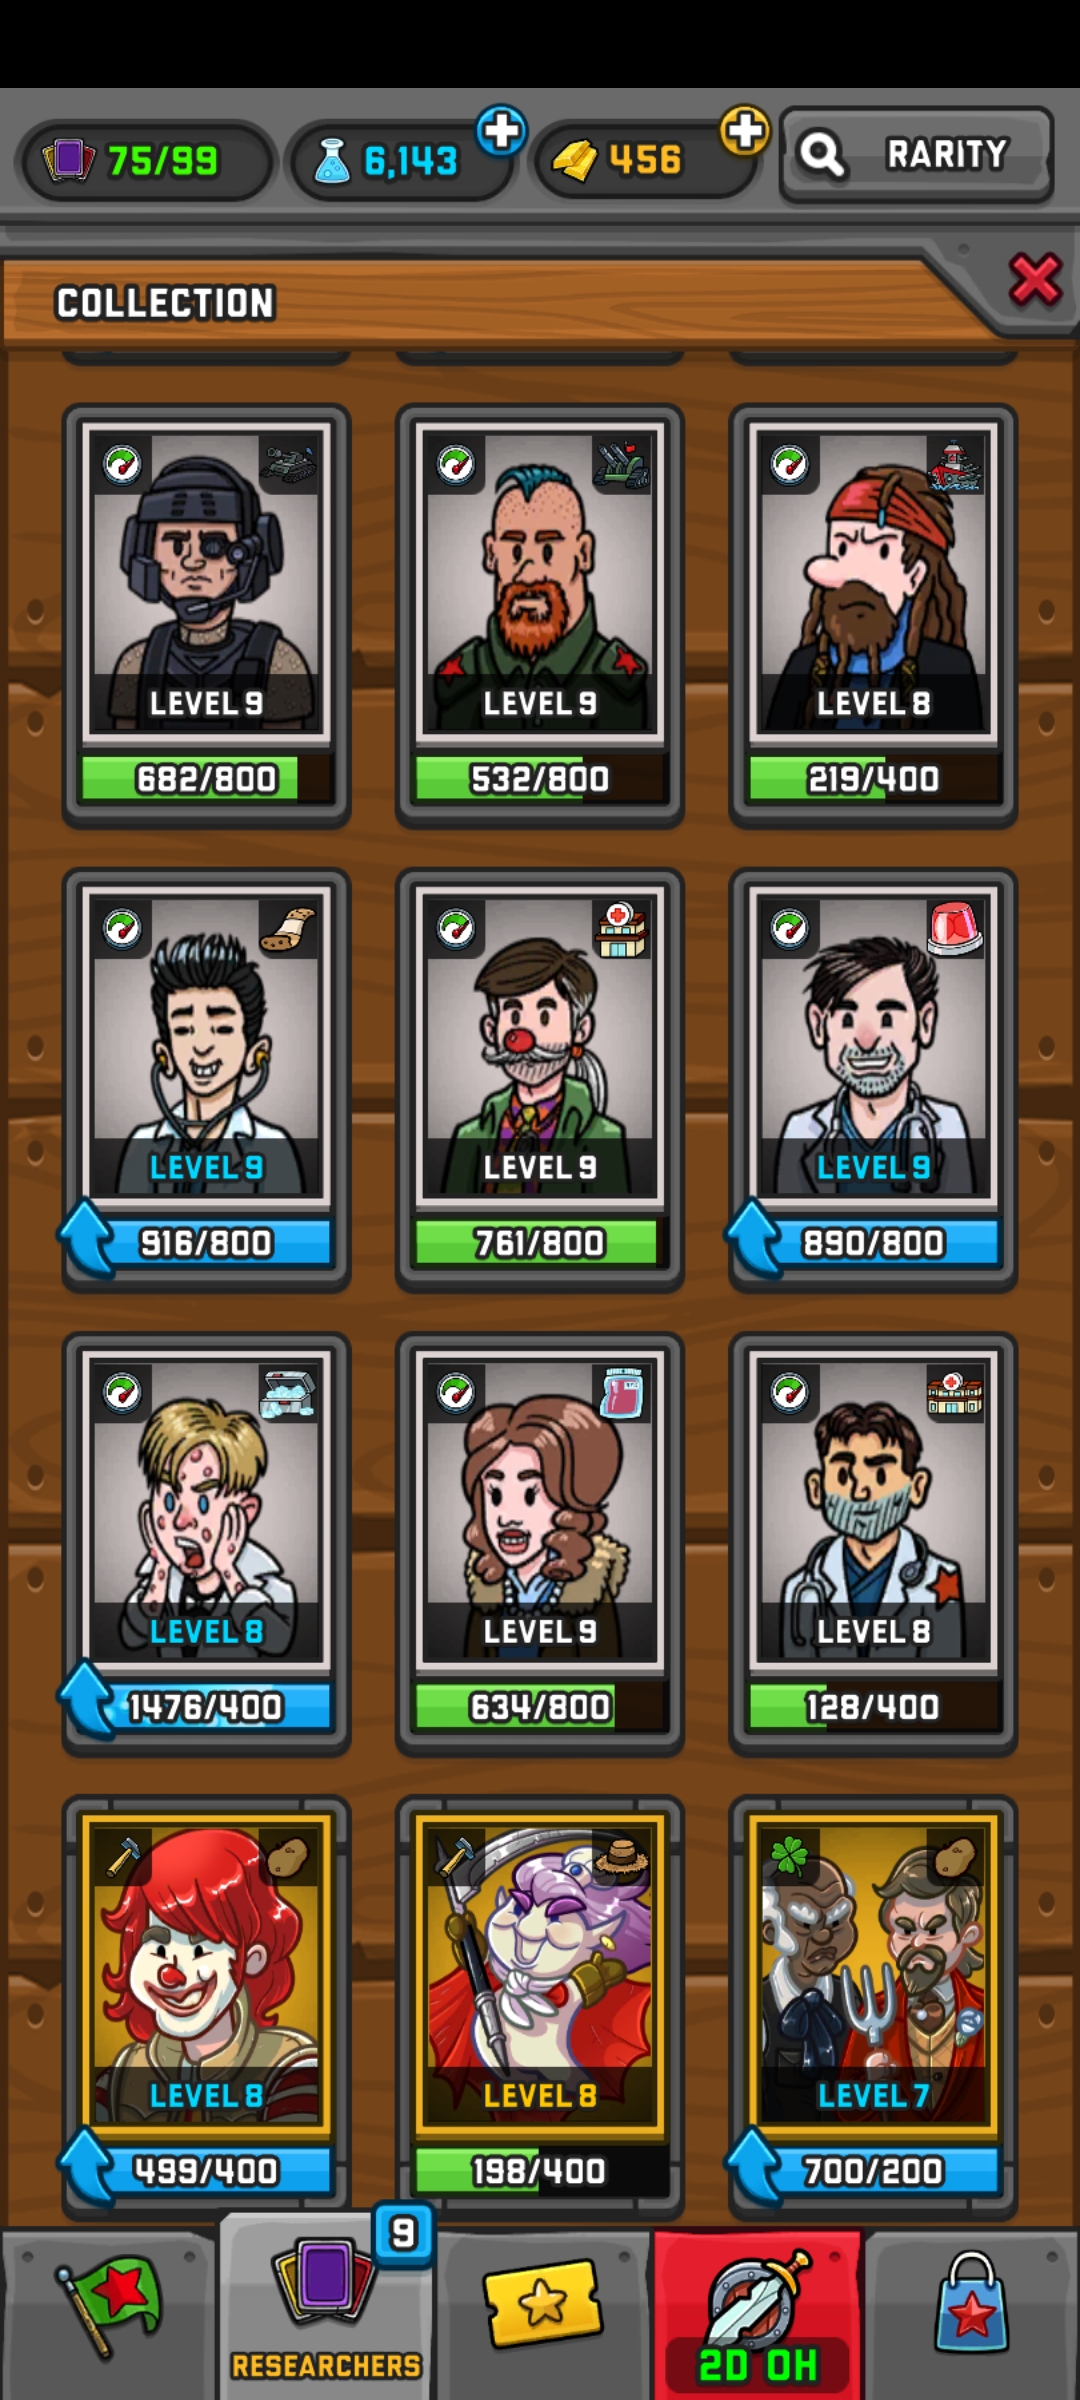 75/99 6,143 456 RARITY
COLLECTION
LEVEL 9 LEVEL 9 LEVEL 8
682/800 532/800 219/400
LEVEL 9 LEVEL 9 LEVEL 9
916/800 761/800 890/800
LEVEL 8 LEVEL 9 LEVEL 8
1476/400 634/800 128/400
LEVEL 8 LEVEL 8 LEVEL 7
499/400 198/400 700/200
9
RESEARCHERS 2D 0H